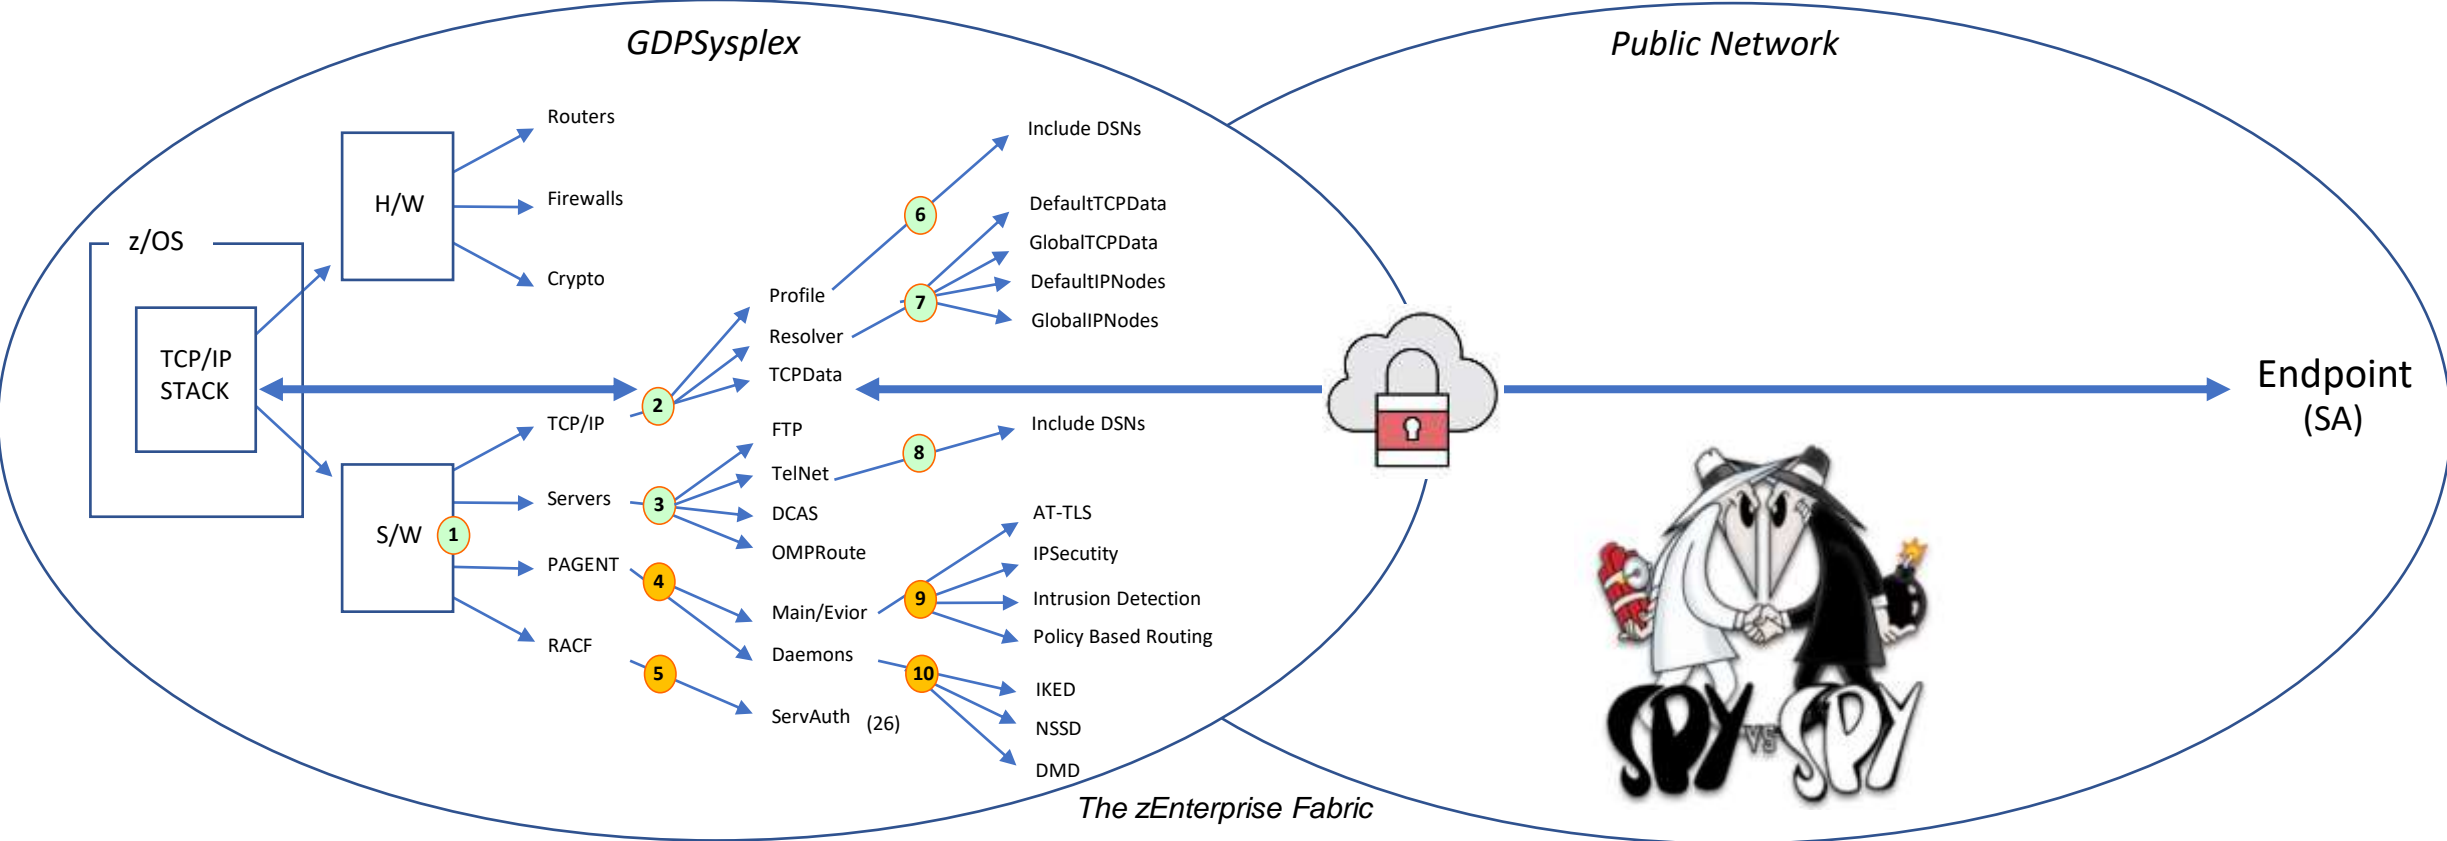 GDPSysplex
Public Network
Routers
Firewalls
Crypto
H/W
z/OS
TCP/IP
STACK
S/W
1
TCP/IP
Servers
PAGENT
RACF
2
3
4
5
Profile
Resolver
TCPData
FTP
TelNet
DCAS
OMPRoute
Main/Evior
Daemons
ServAuth (26)
6
7
8
9
10
Include DSNs
DefaultTCPData
GlobalTCPData
DefaultIPNodes
GlobalIPNodes
Include DSNs
AT-TLS
IPSecutity
Intrusion Detection
Policy Based Routing
IKED
NSSD
DMD
The zEnterprise Fabric
Endpoint
(SA)
SPY VS SPY